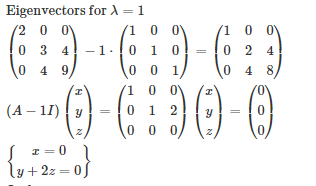 Eigenvectors for λ = 1
(2 0 0; 0 3 4; 0 4 9) − 1 · (1 0 0; 0 1 0; 0 0 1) = (1 0 0; 0 2 4; 0 4 8)
(A − 1I) (x; y; z) = (1 0 0; 0 1 2; 0 0 0) (x; y; z) = (0; 0; 0)
{ x = 0
y + 2z = 0 }